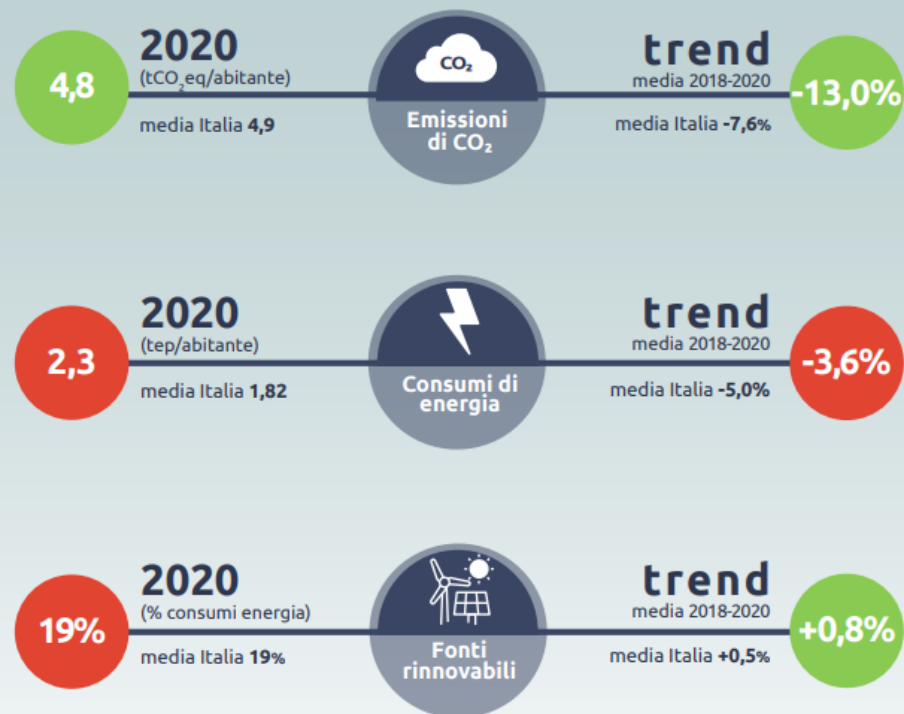 4,8
2020
(tCO₂eq/abitante)
media Italia 4,9
CO₂
Emissioni
di CO₂
trend
media 2018-2020
media Italia -7,6%
-13,0%
2,3
2020
(tep/abitante)
media Italia 1,82
Consumi di
energia
trend
media 2018-2020
media Italia -5,0%
-3,6%
19%
2020
(% consumi energia)
media Italia 19%
Fonti
rinnovabili
trend
media 2018-2020
media Italia +0,5%
+0,8%